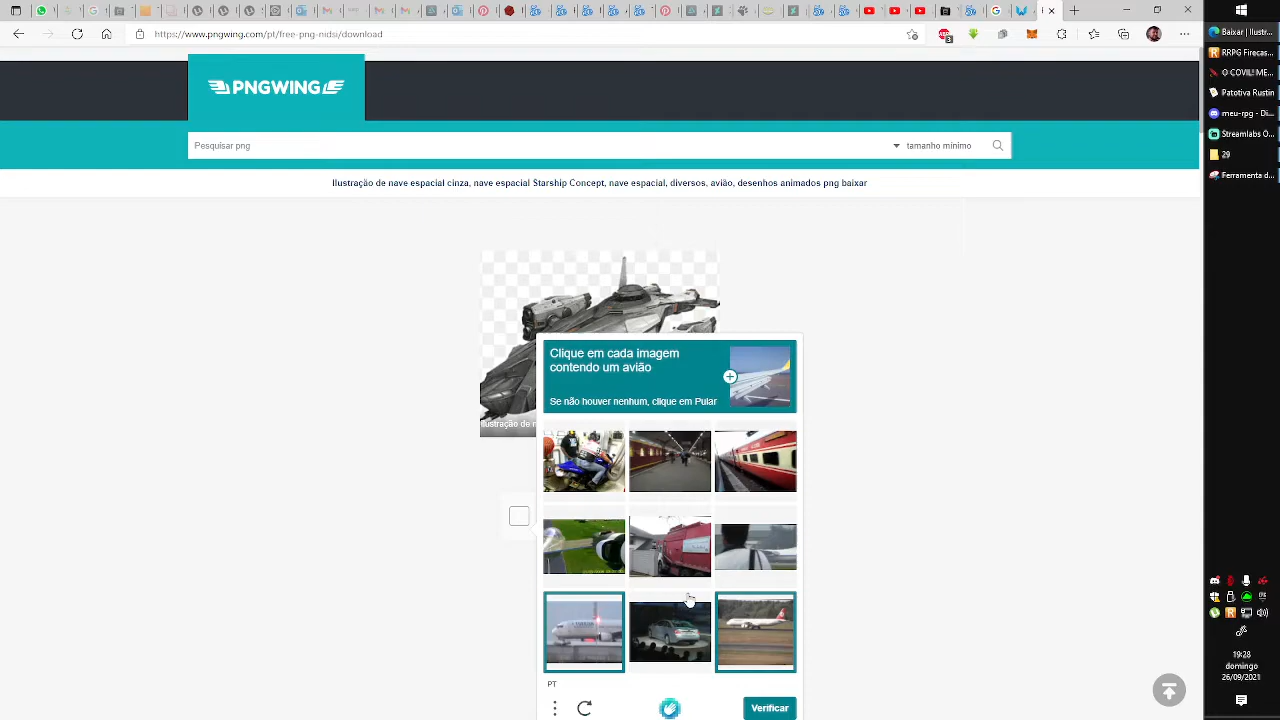 https://www.pngwing.com/pt/free-png-nidsi/download
PNGWING
Pesquisar png
tamanho mínimo
Ilustração de nave espacial cinza, nave espacial Starship Concept, nave espacial, diversos, avião, desenhos animados png baixar
Clique em cada imagem
contendo um avião
Se não houver nenhum, clique em Pular
Ilustração de n
PT
Verificar
Baixar | Ilustr
RRPG Firecas...
O COVIL! M
Patotiva Rustin
meu-rpg - D...
Streamlabs O
29
Ferramenta d...
19:28
domingo
26/09/2021